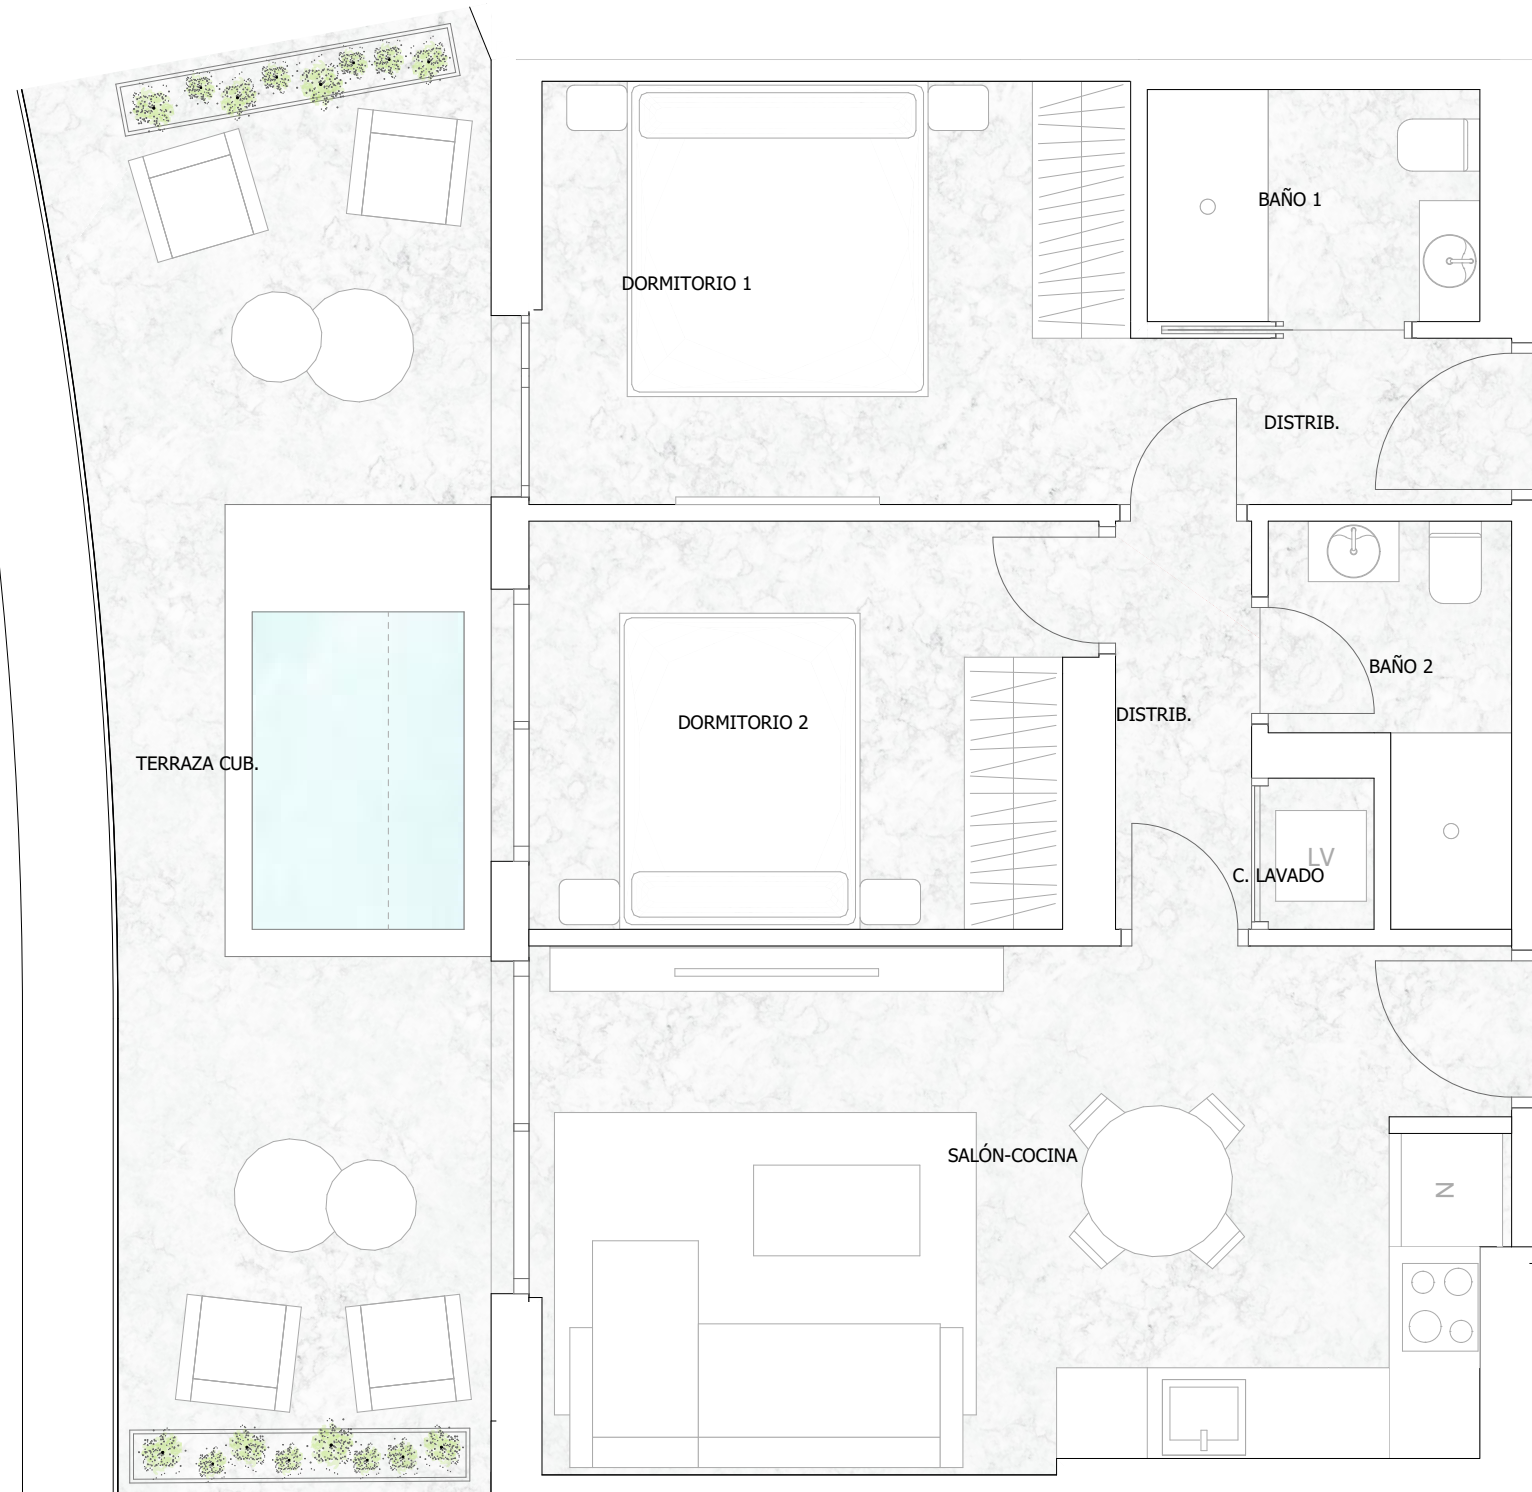 BAÑO 1
DORMITORIO 1
DISTRIB.
BAÑO 2
DISTRIB.
DORMITORIO 2
TERRAZA CUB.
LV
C. LAVADO
SALÓN-COCINA
N